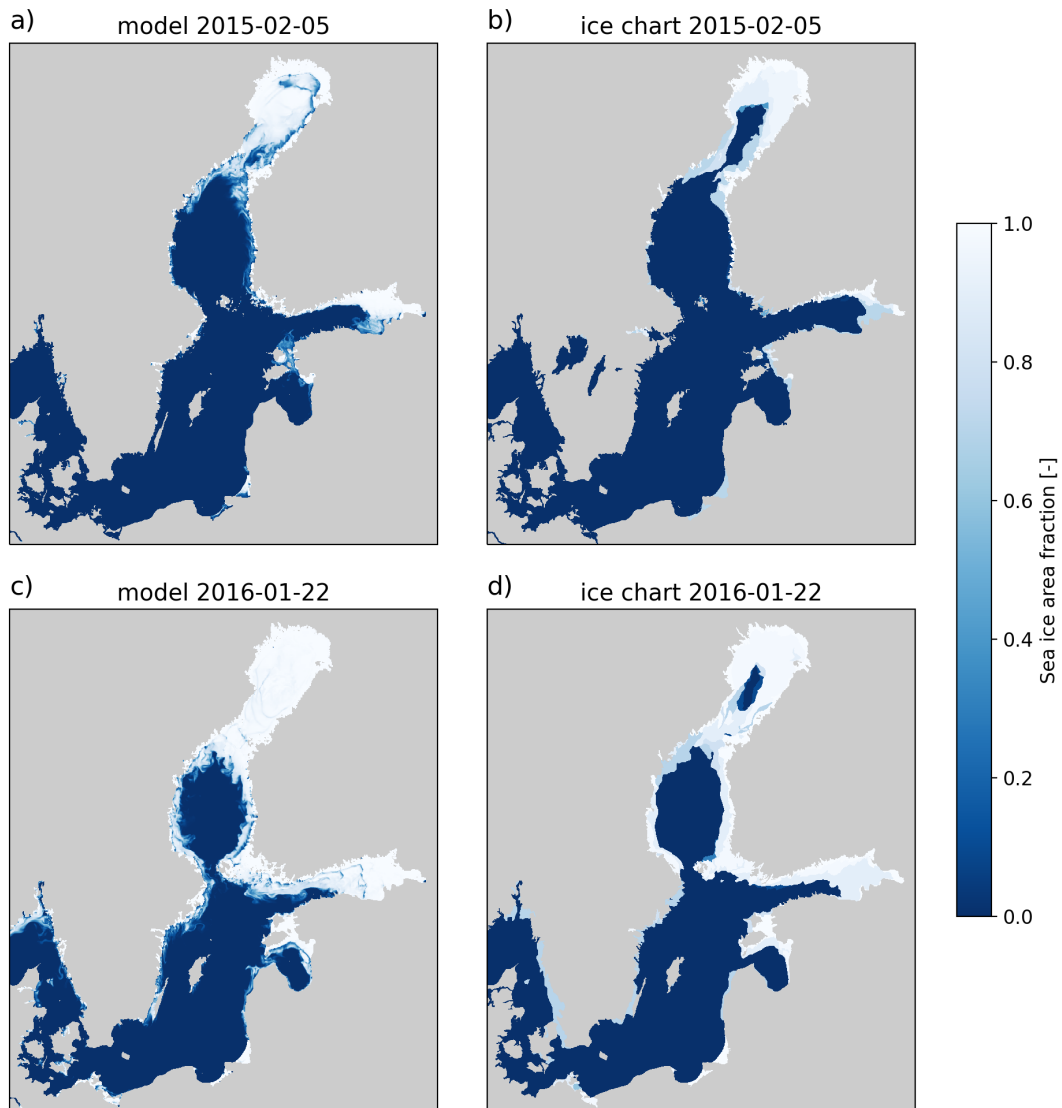 a)
model 2015-02-05
b)
ice chart 2015-02-05
c)
model 2016-01-22
d)
ice chart 2016-01-22
1.0
0.8
0.6
0.4
0.2
0.0
Sea ice area fraction [-]